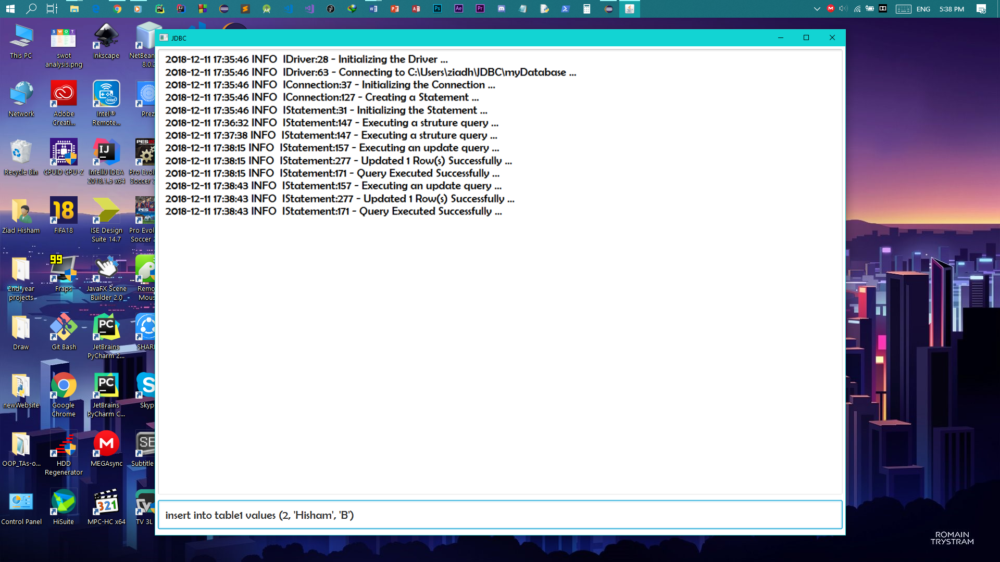 ENG
5:38 PM
This PC
swot
analysis.png
Inkscape
NetBean
8.0.2
Network
Adobe
Creati...
Intel®
Remote...
Prez
Recycle Bin
CPUID CPU-Z
IntelliJ IDEA
2018.1.5 x64
Pro Evol
Soccer 2
Ziad Hisham
FIFA18
ISE Design
Suite 14.7
Pro Evol
Soccer 2
2nd year
projects
Fraps
JavaFX Scene
Builder 2.0
Remo
Mous
Draw
Git Bash
JetBrains
PyCharm 2...
SHAR
newWebsite
Google
Chrome
JetBrains
PyCharm C...
Skyp
OOP_TAs-o...
HDD
Regenerator
MEGAsync
Subtitle
Control Panel
HiSuite
MPC-HC x64
TV 3L
JDBC
2018-12-11 17:35:46 INFO IDriver:28 - Initializing the Driver ...
2018-12-11 17:35:46 INFO IDriver:63 - Connecting to C:\Users\ziadh\JDBC\myDatabase ...
2018-12-11 17:35:46 INFO IConnection:37 - Initializing the Connection ...
2018-12-11 17:35:46 INFO IConnection:127 - Creating a Statement ...
2018-12-11 17:35:46 INFO IStatement:31 - Initializing the Statement ...
2018-12-11 17:36:32 INFO IStatement:147 - Executing a struture query ...
2018-12-11 17:37:38 INFO IStatement:147 - Executing a struture query ...
2018-12-11 17:38:15 INFO IStatement:157 - Executing an update query ...
2018-12-11 17:38:15 INFO IStatement:277 - Updated 1 Row(s) Successfully ...
2018-12-11 17:38:15 INFO IStatement:171 - Query Executed Successfully ...
2018-12-11 17:38:43 INFO IStatement:157 - Executing an update query ...
2018-12-11 17:38:43 INFO IStatement:277 - Updated 1 Row(s) Successfully ...
2018-12-11 17:38:43 INFO IStatement:171 - Query Executed Successfully ...
insert into table1 values (2, 'Hisham', 'B')
ROMAIN
TRYSTRAM